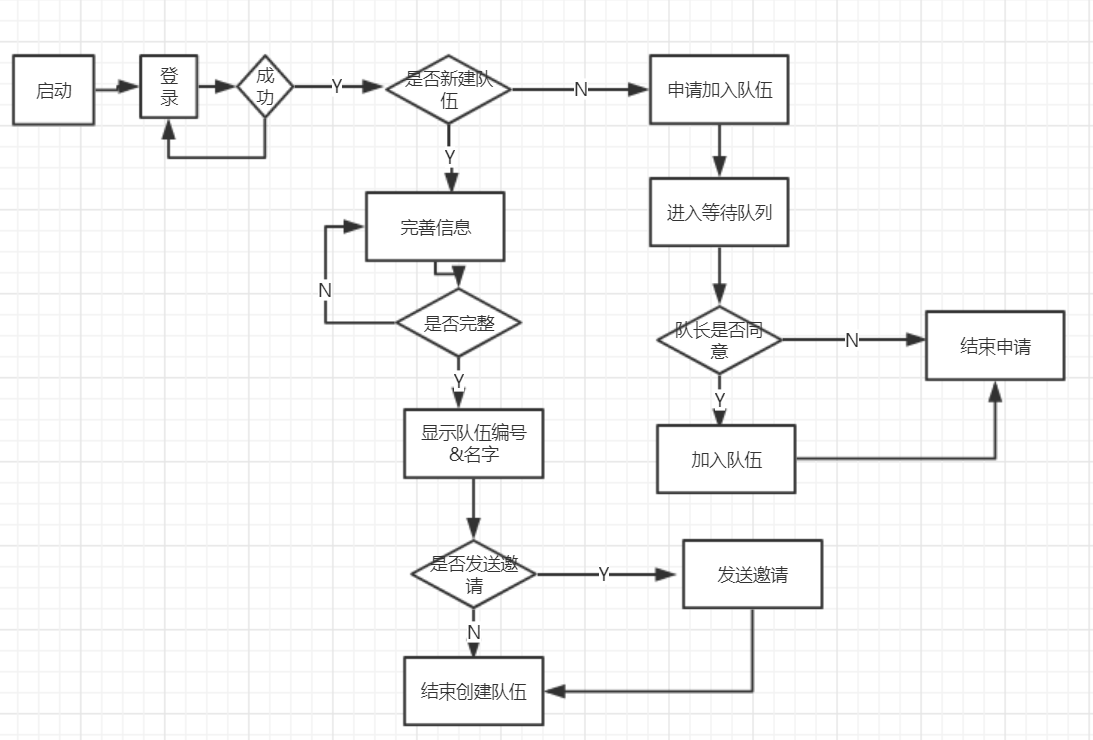 启动
登
录
成
功
Y
是否新建队
伍
N
申请加入队伍
Y
完善信息
进入等待队列
N
是否完整
队长是否同
意
N
结束申请
Y
Y
显示队伍编号
&名字
加入队伍
是否发送邀
请
Y
发送邀请
N
结束创建队伍